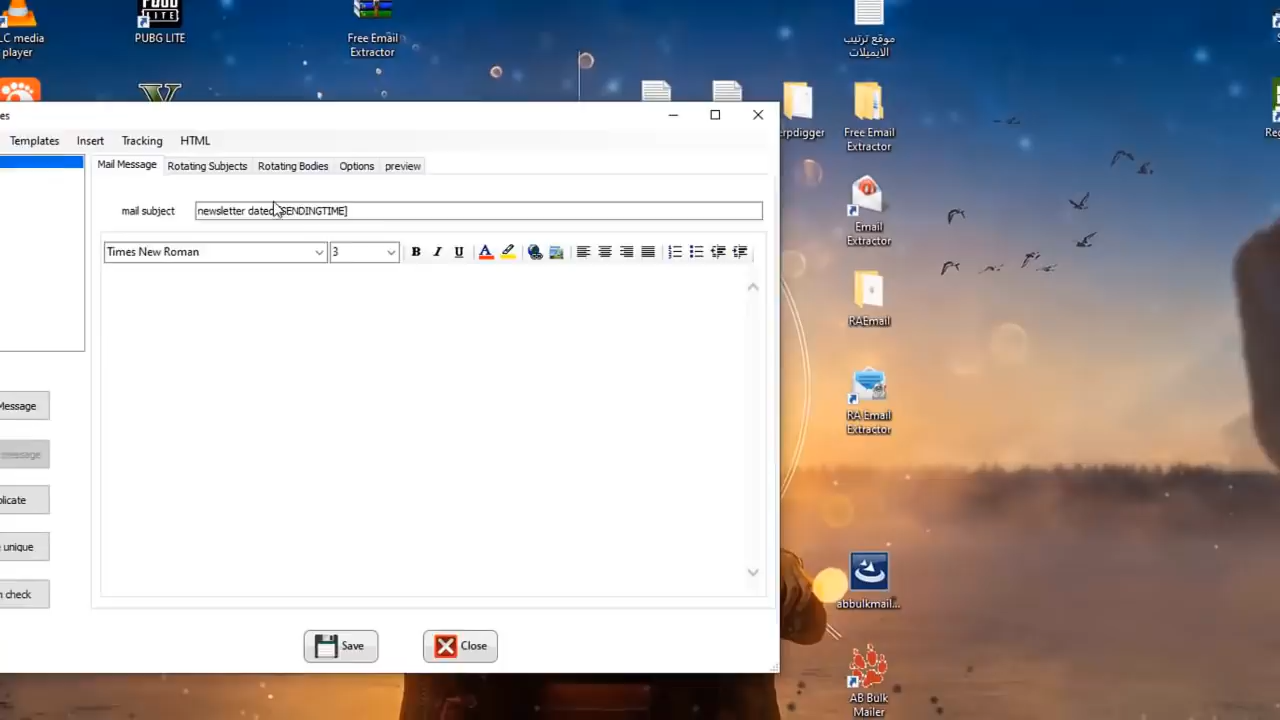 LC media
player
PUBG LITE
Free Email
Extractor
موقع ترتيب
الايميلات
es
Templates Insert Tracking HTML
Mail Message Rotating Subjects Rotating Bodies Options preview
mail subject newsletter dated SENDINGTIME]
Times New Roman 3 B I U
Message
message
plicate
unique
n check
Save Close
erpdigger
Free Email
Extractor
Email
Extractor
RAEmail
RA Email
Extractor
abbulkmail...
AB Bulk
Mailer
Reg